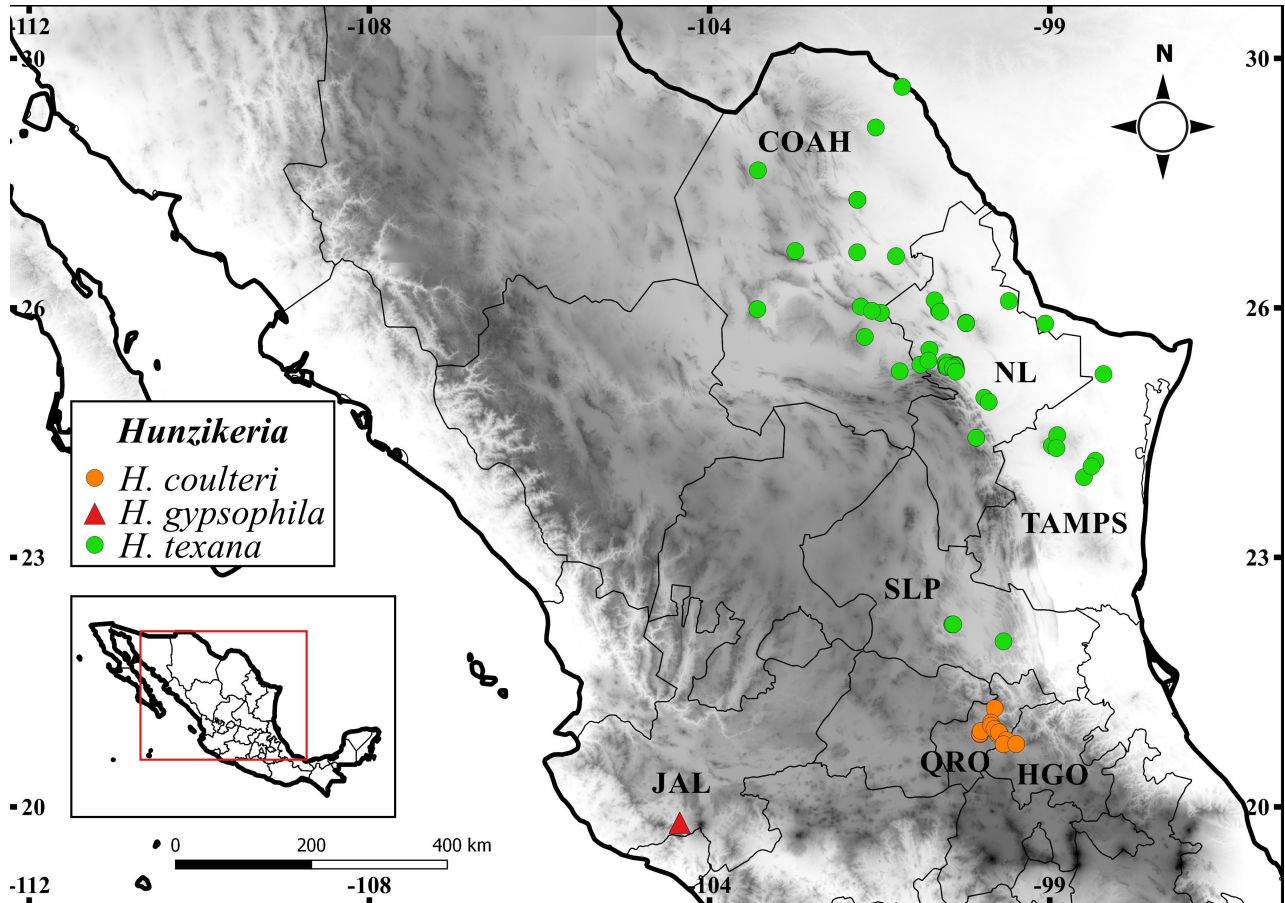 -112 -108 -104 -99
30 30
N
COAH
26 26
NL
Hunzikeria
H. coulteri
H. gypsophila
H. texana
TAMPS
23 23
SLP
QRO HGO
JAL
20 20
0 200 400 km
-112 -108 -104 -99